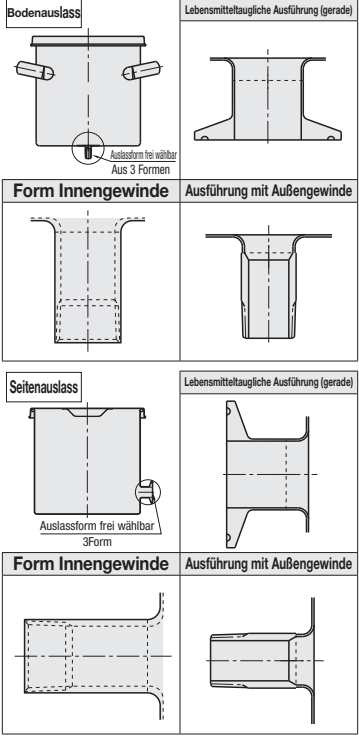 Bodenauslass
Lebensmitteltaugliche Ausführung (gerade)
Auslassform frei wählbar
Aus 3 Formen
Form Innengewinde
Ausführung mit Außengewinde
Seitenauslass
Lebensmitteltaugliche Ausführung (gerade)
Auslassform frei wählbar
3Form
Form Innengewinde
Ausführung mit Außengewinde